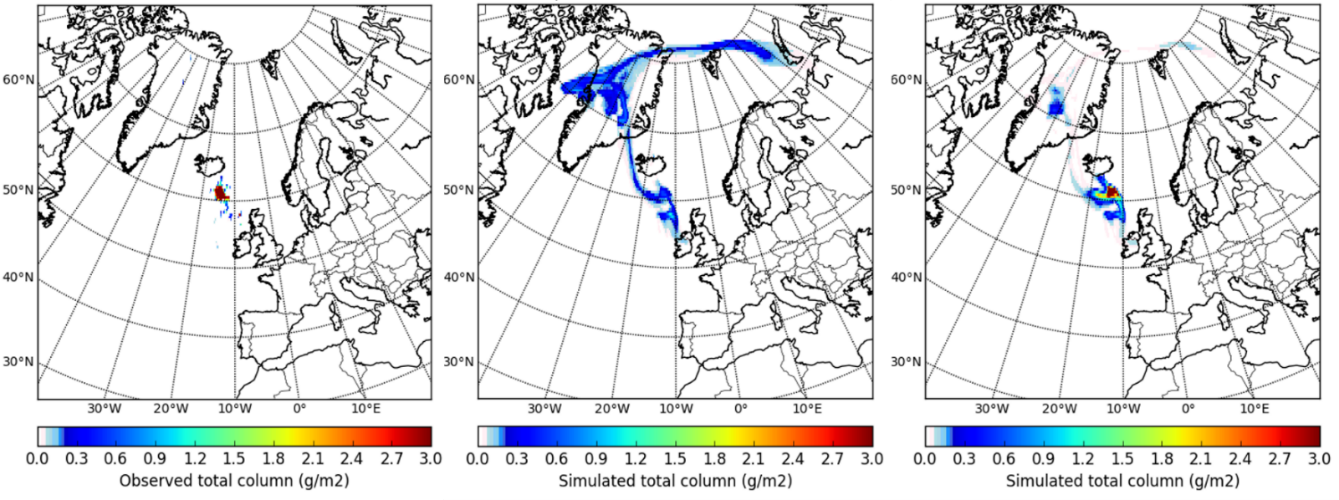 60°N
50°N
40°N
30°N
30°W 20°W 10°W 0° 10°E
0.0 0.3 0.6 0.9 1.2 1.5 1.8 2.1 2.4 2.7 3.0
Observed total column (g/m2)
60°N
50°N
40°N
30°N
30°W 20°W 10°W 0° 10°E
0.0 0.3 0.6 0.9 1.2 1.5 1.8 2.1 2.4 2.7 3.0
Simulated total column (g/m2)
60°N
50°N
40°N
30°N
30°W 20°W 10°W 0° 10°E
0.0 0.3 0.6 0.9 1.2 1.5 1.8 2.1 2.4 2.7 3.0
Simulated total column (g/m2)